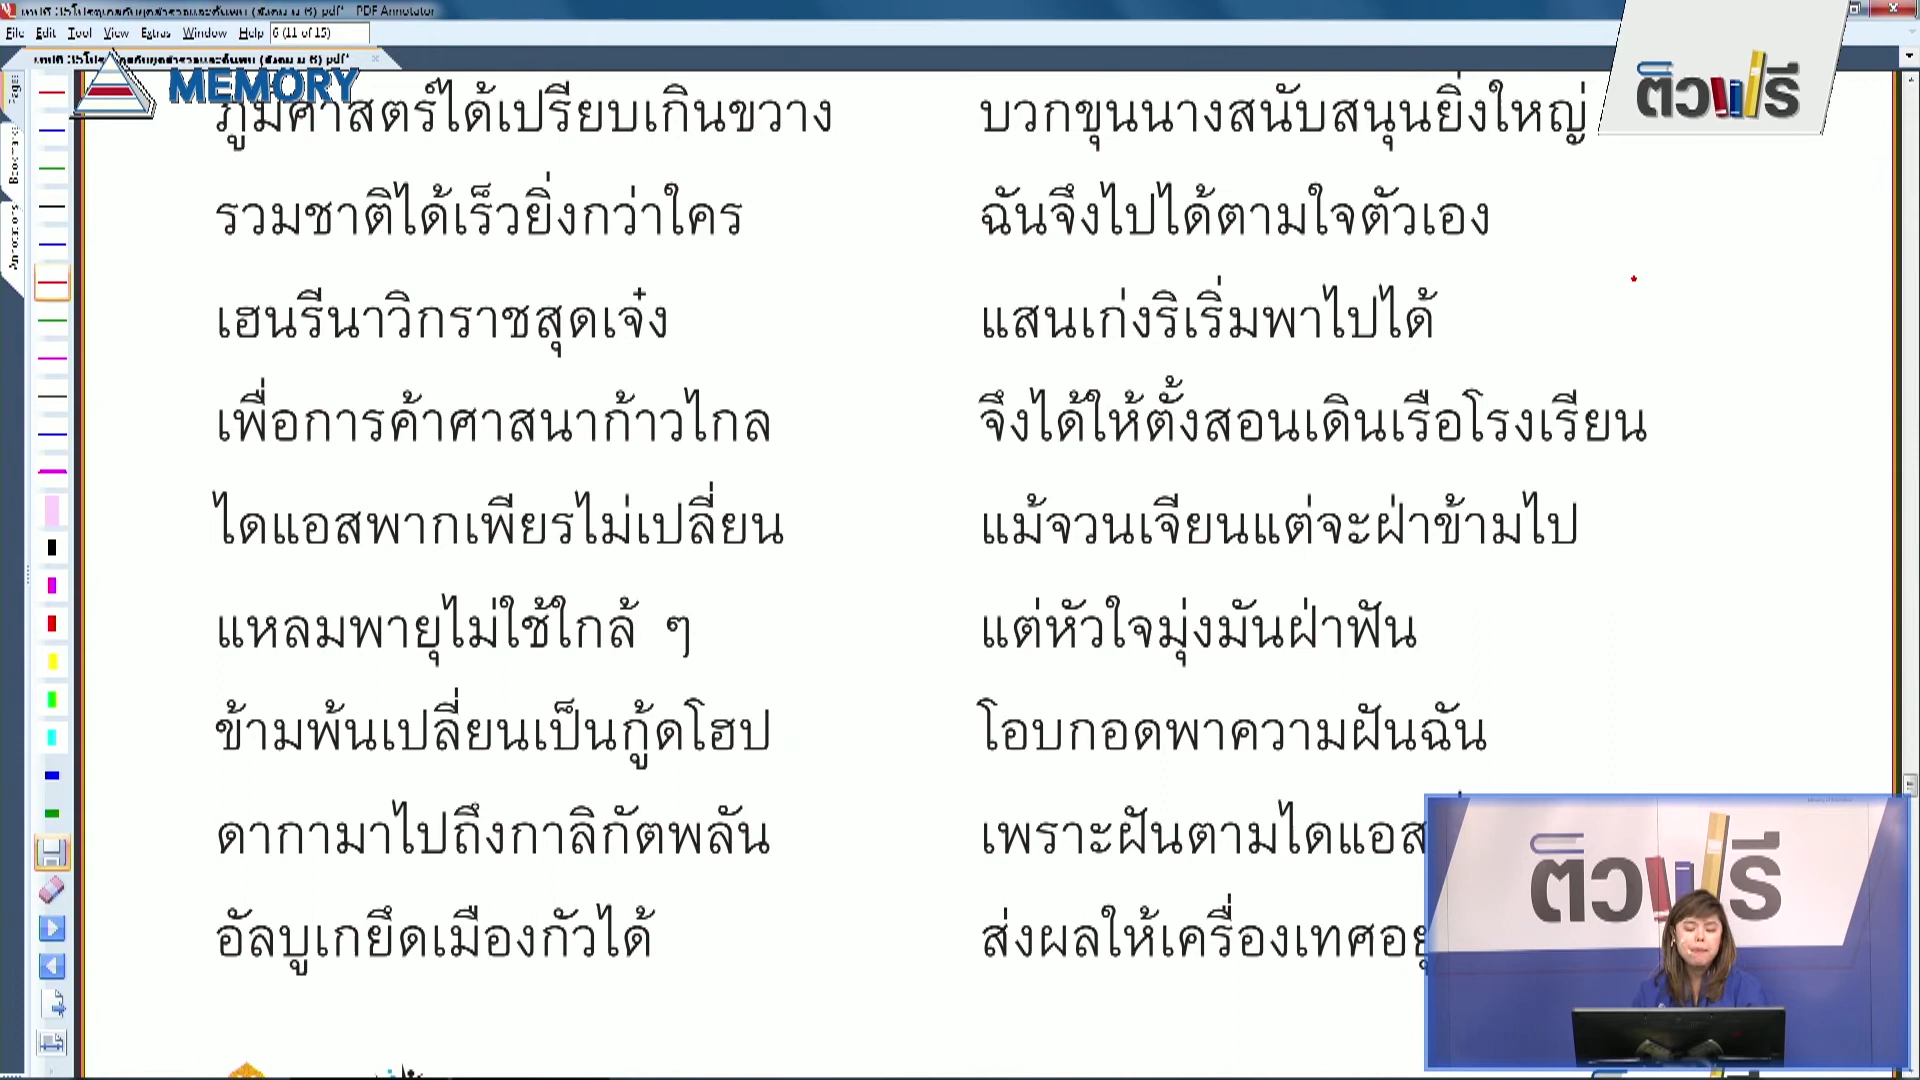 PDF Annotator
File Edit Tool View Extras Window Help 6 (11 of 15)
MEMORY
ติวฟรี
ภูมิศาสตร์ได้เปรียบเกินขวาง บวกขุนนางสนับสนุนยิ่งใหญ่
รวมชาติได้เร็วยิ่งกว่าใคร ฉันจึงไปได้ตามใจตัวเอง
เฮนรีนาวิกราชสุดเจ๋ง แสนเก่งริเริ่มพาไปได้
เพื่อการค้าศาสนาก้าวไกล จึงได้ให้ตั้งสอนเดินเรือโรงเรียน
ไดแอสพากเพียรไม่เปลี่ยน แม้จวนเจียนแต่จะฝ่าข้ามไป
แหลมพายุไม่ใช้ใกล้ ๆ แต่หัวใจมุ่งมันฝ่าฟัน
ข้ามพ้นเปลี่ยนเป็นกู้ดโฮป โอบกอดพาความฝันฉัน
ดากามาไปถึงกาลิกัตพลัน เพราะฝันตามไดแอส
อัลบูเกยึดเมืองกัวได้ ส่งผลให้เครื่องเทศอยู
ติวฟรี